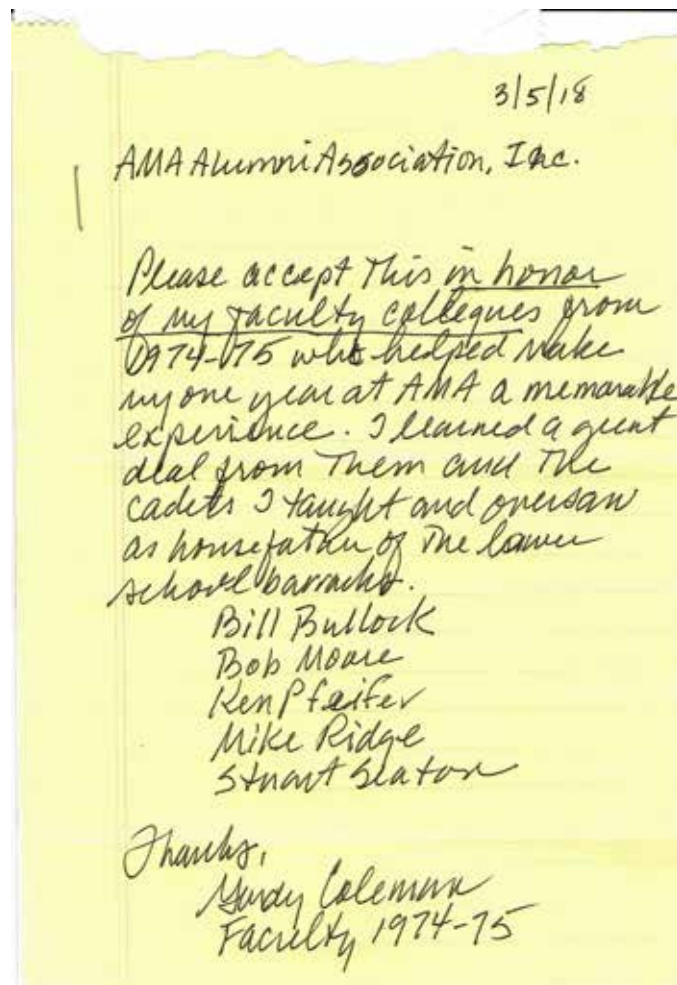 3/5/18
AMA Alumni Association, Inc.
Please accept this in honor
of my faculty collegues from
1974-75 who helped make
my one year at AMA a memorable
experience. I learned a great
deal from them and the
cadets I taught and oversaw
as housefather of the lower
school barracks.
Bill Bullock
Bob Moore
Ken Pfeifer
Mike Ridge
Stuart Seaton
Thanks,
Coleman
Faculty 1974-75